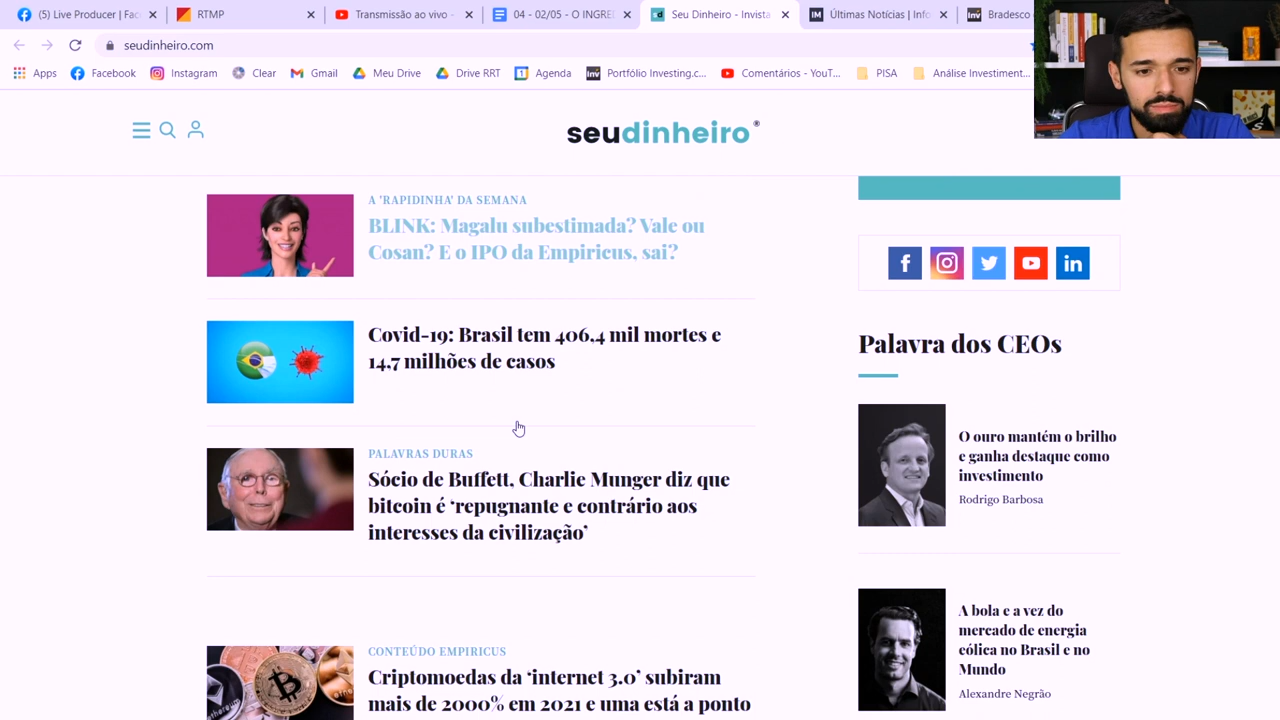 (5) Live Producer | Fac
RTMP
Transmissão ao vivo -
04 - 02/05 - O INGRE
Seu Dinheiro - Invista
Últimas Notícias | Info
Bradesco
seudinheiro.com
Apps
Facebook
Instagram
Clear
Gmail
Meu Drive
Drive RRT
Agenda
Portfólio Investing.c...
Comentários - YouT...
PISA
Análise Investiment...
seudinheiro®
A 'RAPIDINHA' DA SEMANA
BLINK: Magalu subestimada? Vale ou
Cosan? E o IPO da Empiricus, sai?
Covid-19: Brasil tem 406,4 mil mortes e
14,7 milhões de casos
PALAVRAS DURAS
Sócio de Buffett, Charlie Munger diz que
bitcoin é ‘repugnante e contrário aos
interesses da civilização’
CONTEÚDO EMPIRICUS
Criptomoedas da ‘internet 3.0’ subiram
mais de 2000% em 2021 e uma está a ponto
Palavra dos CEOs
O ouro mantém o brilho
e ganha destaque como
investimento
Rodrigo Barbosa
A bola e a vez do
mercado de energia
eólica no Brasil e no
Mundo
Alexandre Negrão